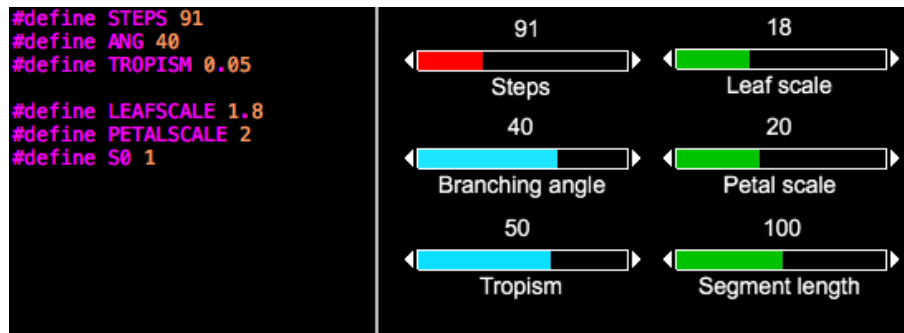 #define STEPS 91
#define ANG 40
#define TROPISM 0.05
#define LEAFSCALE 1.8
#define PETALSCALE 2
#define S0 1
91
Steps
18
Leaf scale
40
Branching angle
20
Petal scale
50
Tropism
100
Segment length